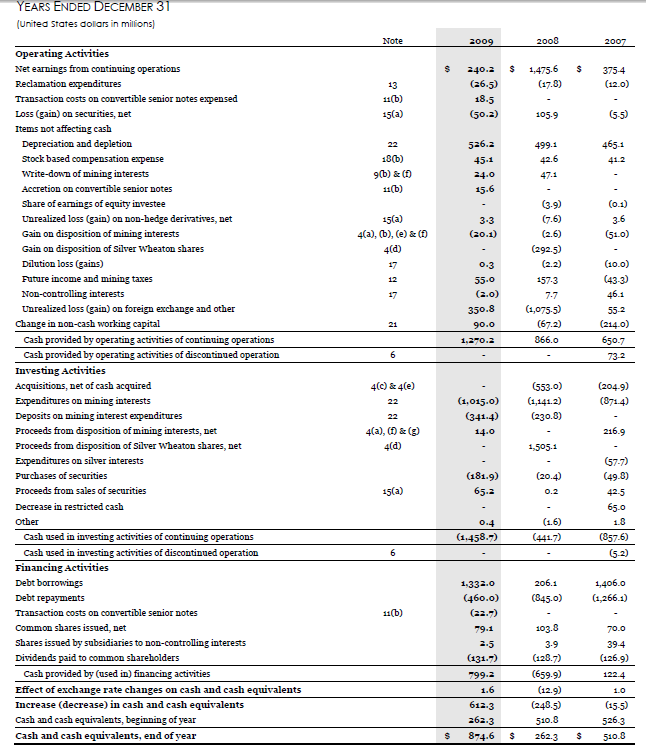 YEARS ENDED DECEMBER 31
(United States dollars in millions)
Note 2009 2008 2007
Operating Activities
Net earnings from continuing operations $ 240.2 $ 1,475.6 $ 375.4
Reclamation expenditures 13 (26.5) (17.8) (12.0)
Transaction costs on convertible senior notes expensed 11(b) 18.5 - -
Loss (gain) on securities, net 15(a) (50.2) 105.9 (5.5)
Items not affecting cash
Depreciation and depletion 22 526.2 499.1 465.1
Stock based compensation expense 18(b) 45.1 42.6 41.2
Write-down of mining interests 9(b) & (f) 24.0 47.1 -
Accretion on convertible senior notes 11(b) 15.6 - -
Share of earnings of equity investee - (3.9) (0.1)
Unrealized loss (gain) on non-hedge derivatives, net 15(a) 3.3 (7.6) 3.6
Gain on disposition of mining interests 4(a), (b), (e) & (f) (20.1) (2.6) (51.0)
Gain on disposition of Silver Wheaton shares 4(d) - (292.5) -
Dilution loss (gains) 17 0.3 (2.2) (10.0)
Future income and mining taxes 12 55.0 157.3 (43.3)
Non-controlling interests 17 (2.0) 7.7 46.1
Unrealized loss (gain) on foreign exchange and other 350.8 (1,075.5) 55.2
Change in non-cash working capital 21 90.0 (67.2) (214.0)
Cash provided by operating activities of continuing operations 1,270.2 866.0 650.7
Cash provided by operating activities of discontinued operation 6 - - 73.2
Investing Activities
Acquisitions, net of cash acquired 4(c) & 4(e) - (553.0) (204.9)
Expenditures on mining interests 22 (1,015.0) (1,141.2) (871.4)
Deposits on mining interest expenditures 22 (341.4) (230.8) -
Proceeds from disposition of mining interests, net 4(a), (f) & (g) 14.0 - 216.9
Proceeds from disposition of Silver Wheaton shares, net 4(d) - 1,505.1 -
Expenditures on silver interests - - (57.7)
Purchases of securities (181.9) (20.4) (49.8)
Proceeds from sales of securities 15(a) 65.2 0.2 42.5
Decrease in restricted cash - - 65.0
Other 0.4 (1.6) 1.8
Cash used in investing activities of continuing operations (1,458.7) (441.7) (857.6)
Cash used in investing activities of discontinued operation 6 - - (5.2)
Financing Activities
Debt borrowings 1,332.0 206.1 1,406.0
Debt repayments (460.0) (845.0) (1,266.1)
Transaction costs on convertible senior notes 11(b) (22.7) - -
Common shares issued, net 79.1 103.8 70.0
Shares issued by subsidiaries to non-controlling interests 2.5 3.9 39.4
Dividends paid to common shareholders (131.7) (128.7) (126.9)
Cash provided by (used in) financing activities 799.2 (659.9) 122.4
Effect of exchange rate changes on cash and cash equivalents 1.6 (12.9) 1.0
Increase (decrease) in cash and cash equivalents 612.3 (248.5) (15.5)
Cash and cash equivalents, beginning of year 262.3 510.8 526.3
Cash and cash equivalents, end of year $ 874.6 $ 262.3 $ 510.8